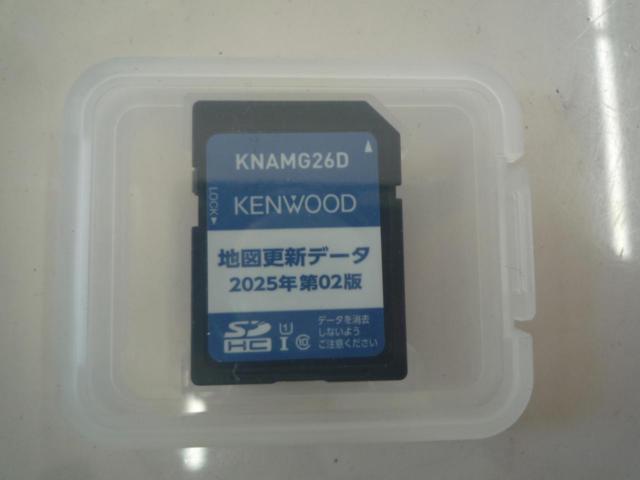 KNAMG26D
LOCK
KENWOOD
地図更新データ
2025年 第02版
SD HC U1 I 10
データを消去
しないよう
ご注意ください